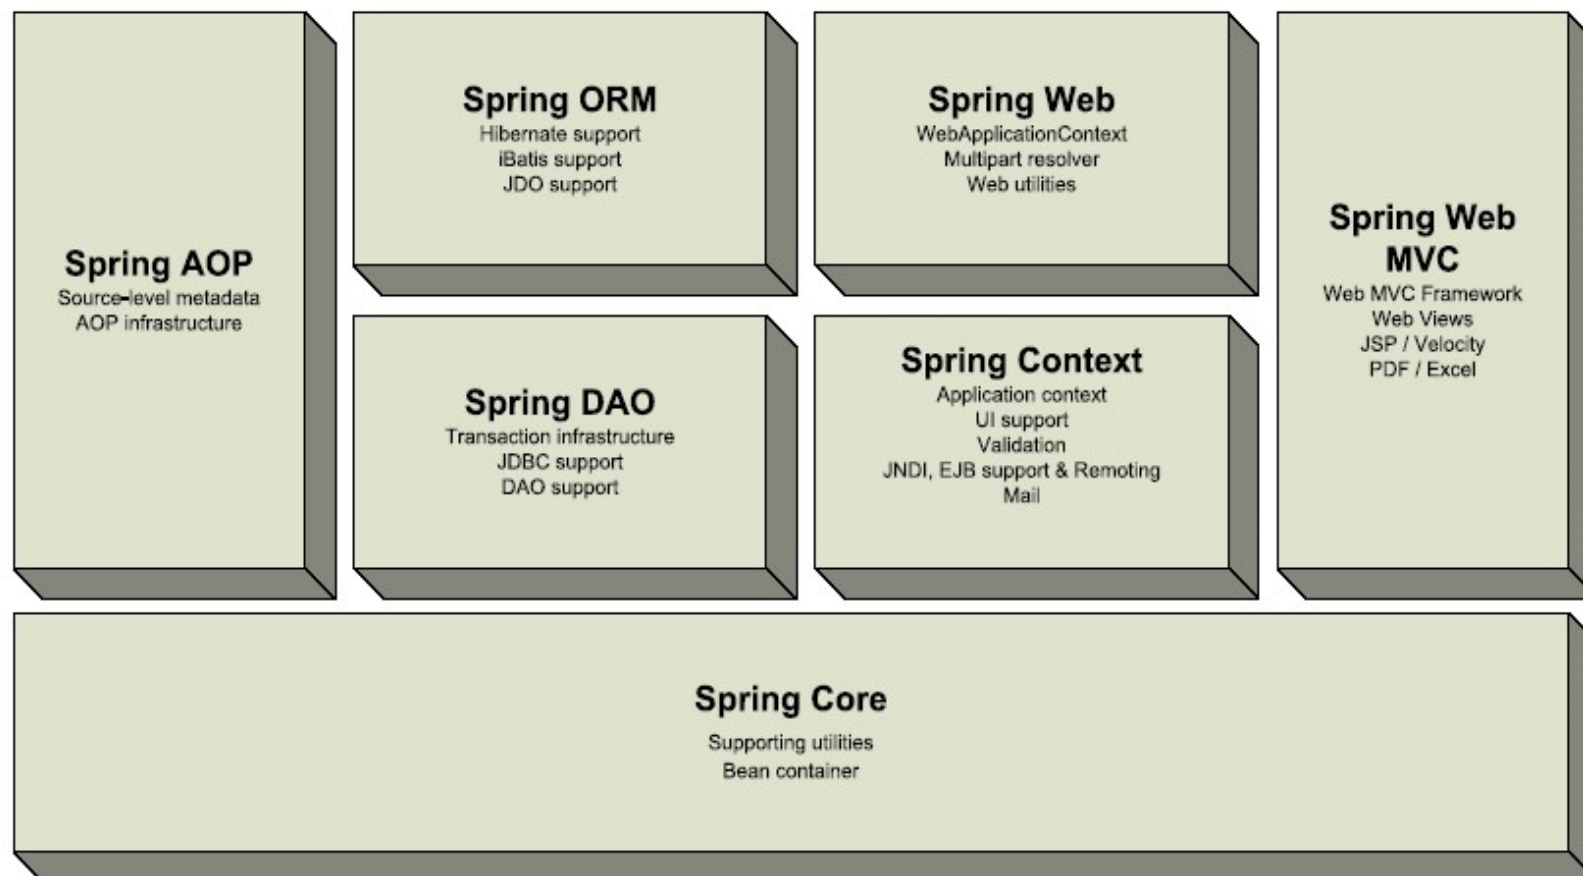 Spring AOP
Source-level metadata
AOP infrastructure
Spring ORM
Hibernate support
iBatis support
JDO support
Spring Web
WebApplicationContext
Multipart resolver
Web utilities
Spring Web
MVC
Web MVC Framework
Web Views
JSP / Velocity
PDF / Excel
Spring DAO
Transaction infrastructure
JDBC support
DAO support
Spring Context
Application context
UI support
Validation
JNDI, EJB support & Remoting
Mail
Spring Core
Supporting utilities
Bean container